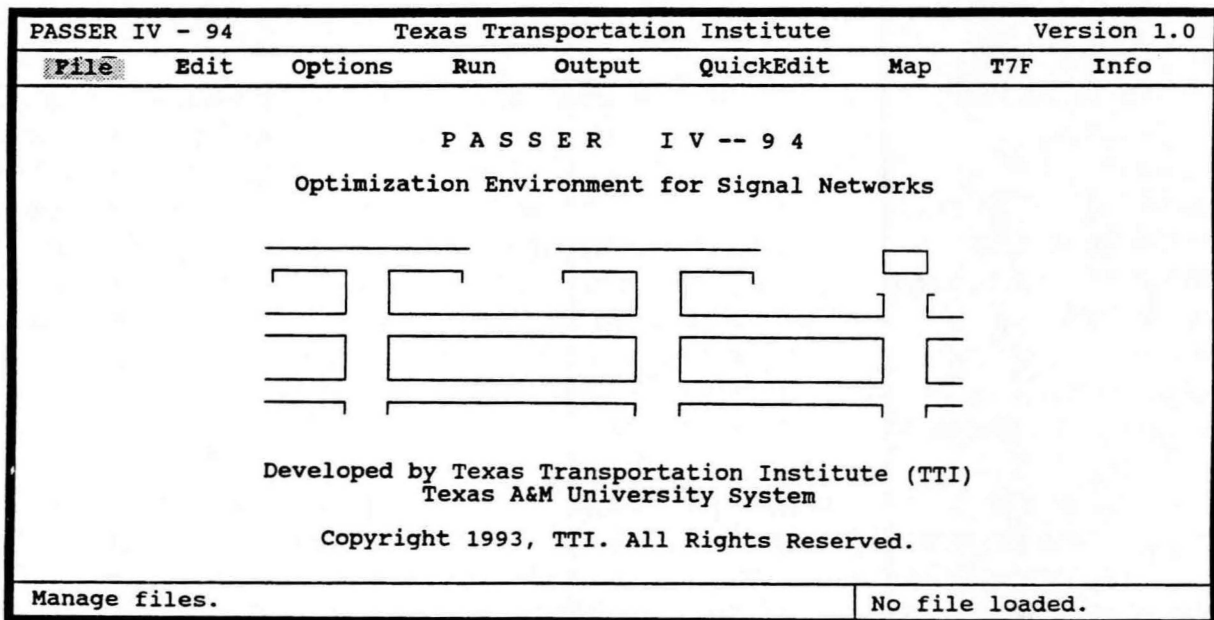 PASSER IV - 94 Texas Transportation Institute Version 1.0
File Edit Options Run Output QuickEdit Map T7F Info
P A S S E R I V -- 9 4
Optimization Environment for Signal Networks
Developed by Texas Transportation Institute (TTI)
Texas A&M University System
Copyright 1993, TTI. All Rights Reserved.
Manage files. No file loaded.